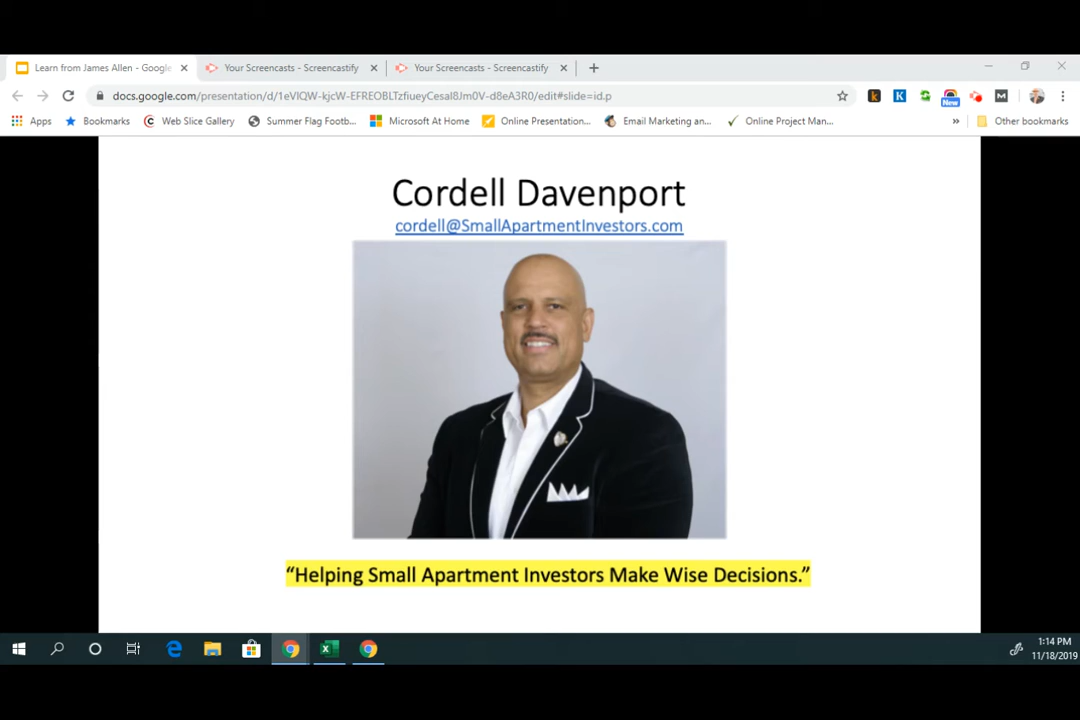 Learn from James Allen - Google
Your Screencasts - Screencastify
Your Screencasts - Screencastify
docs.google.com/presentation/d/1eVlQW-kjcW-EFREOBLTzfiueyCesal8Jm0V-d8eA3R0/edit#slide=id.p
New
Apps
Bookmarks
Web Slice Gallery
Summer Flag Footb...
Microsoft At Home
Online Presentation...
Email Marketing an...
Online Project Man...
»
Other bookmarks
Cordell Davenport
cordell@SmallApartmentInvestors.com
“Helping Small Apartment Investors Make Wise Decisions.”
1:14 PM
11/18/2019